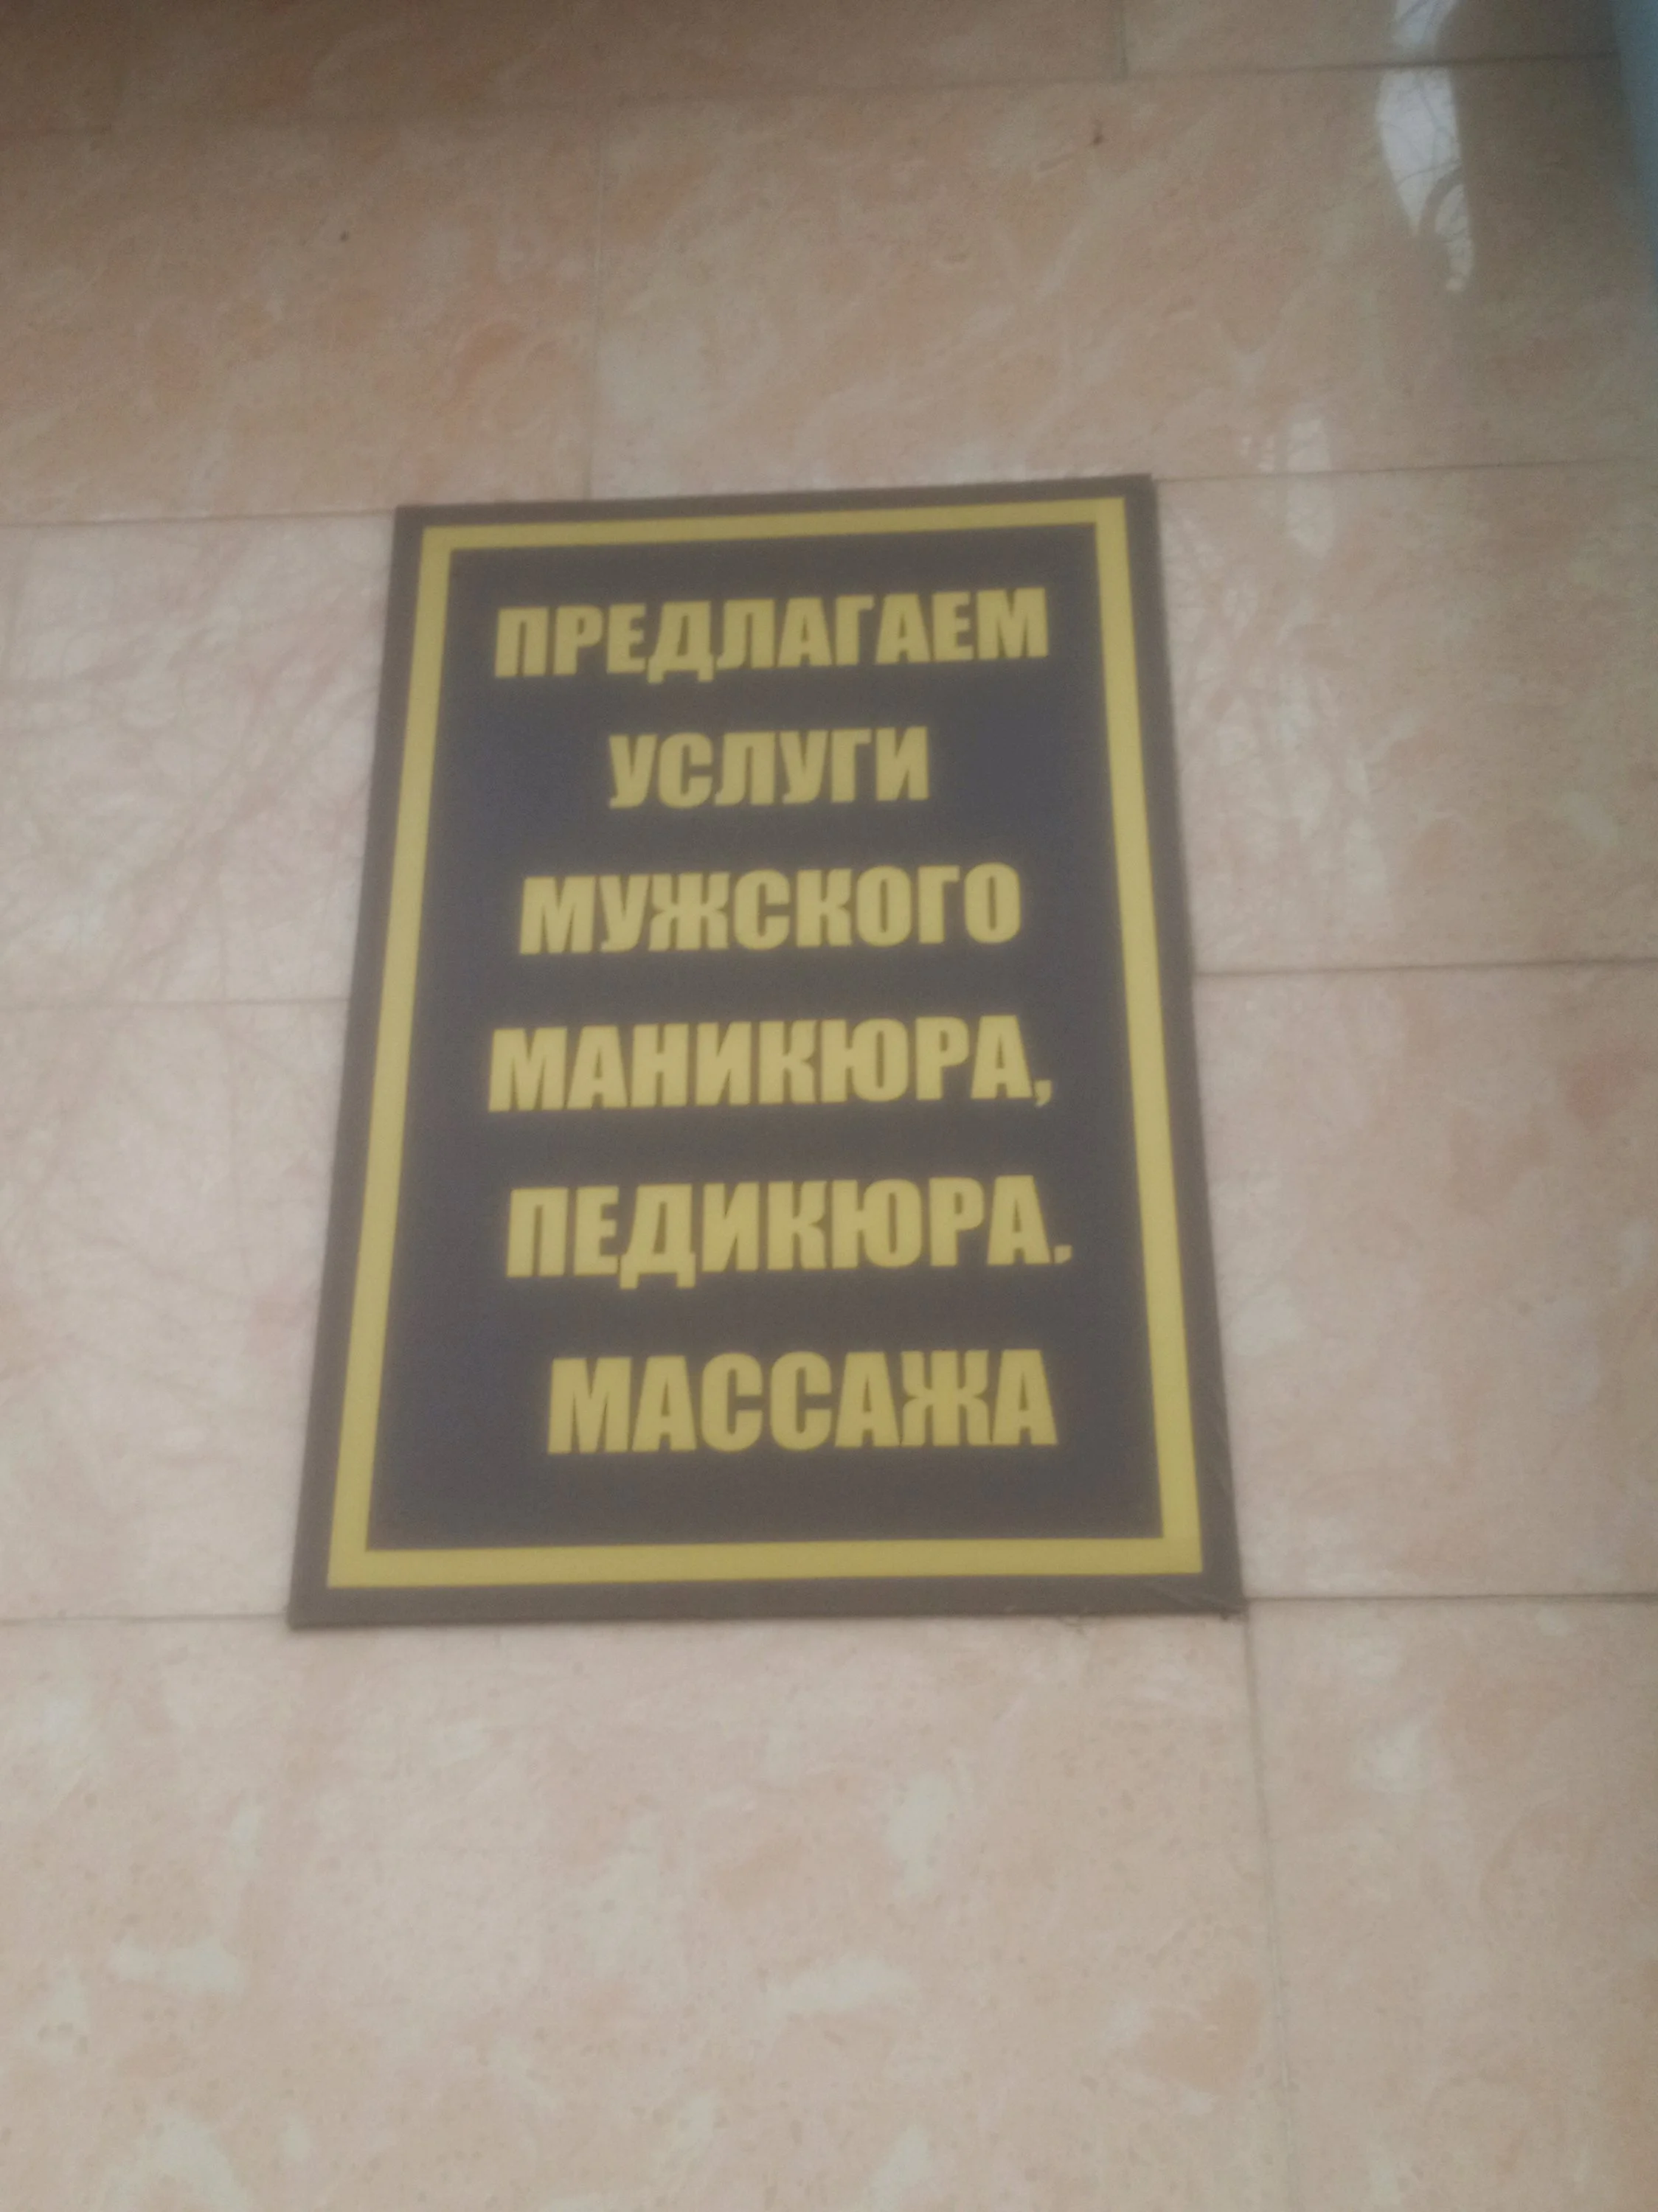 ПРЕДЛАГАЕМ
УСЛУГИ
МУЖСКОГО
МАНИКЮРА,
ПЕДИКЮРА,
МАССАЖА